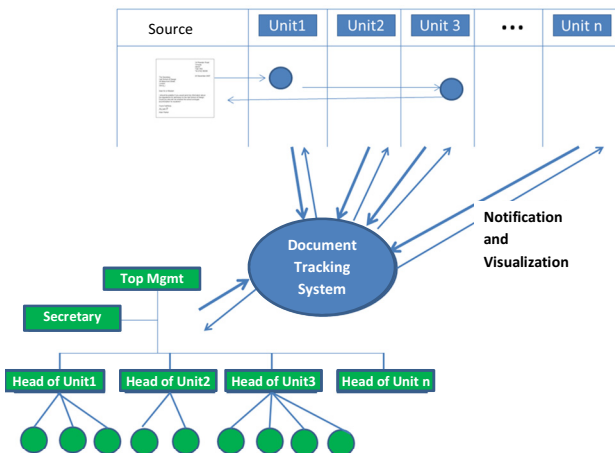 Source
Unit1
Unit2
Unit 3
...
Unit n
Document
Tracking
System
Notification
and
Visualization
Top Mgmt
Secretary
Head of Unit1
Head of Unit2
Head of Unit3
Head of Unit n